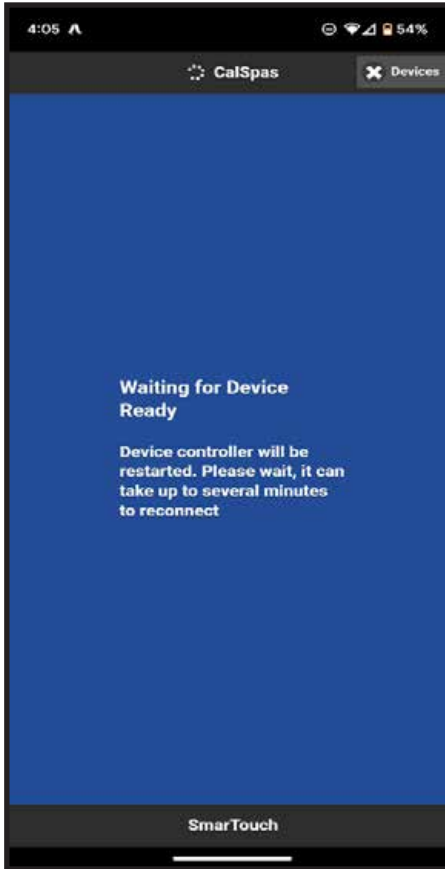 4:05 54%
CalSpas
Devices
Waiting for Device
Ready
Device controller will be
restarted. Please wait, it can
take up to several minutes
to reconnect
SmarTouch